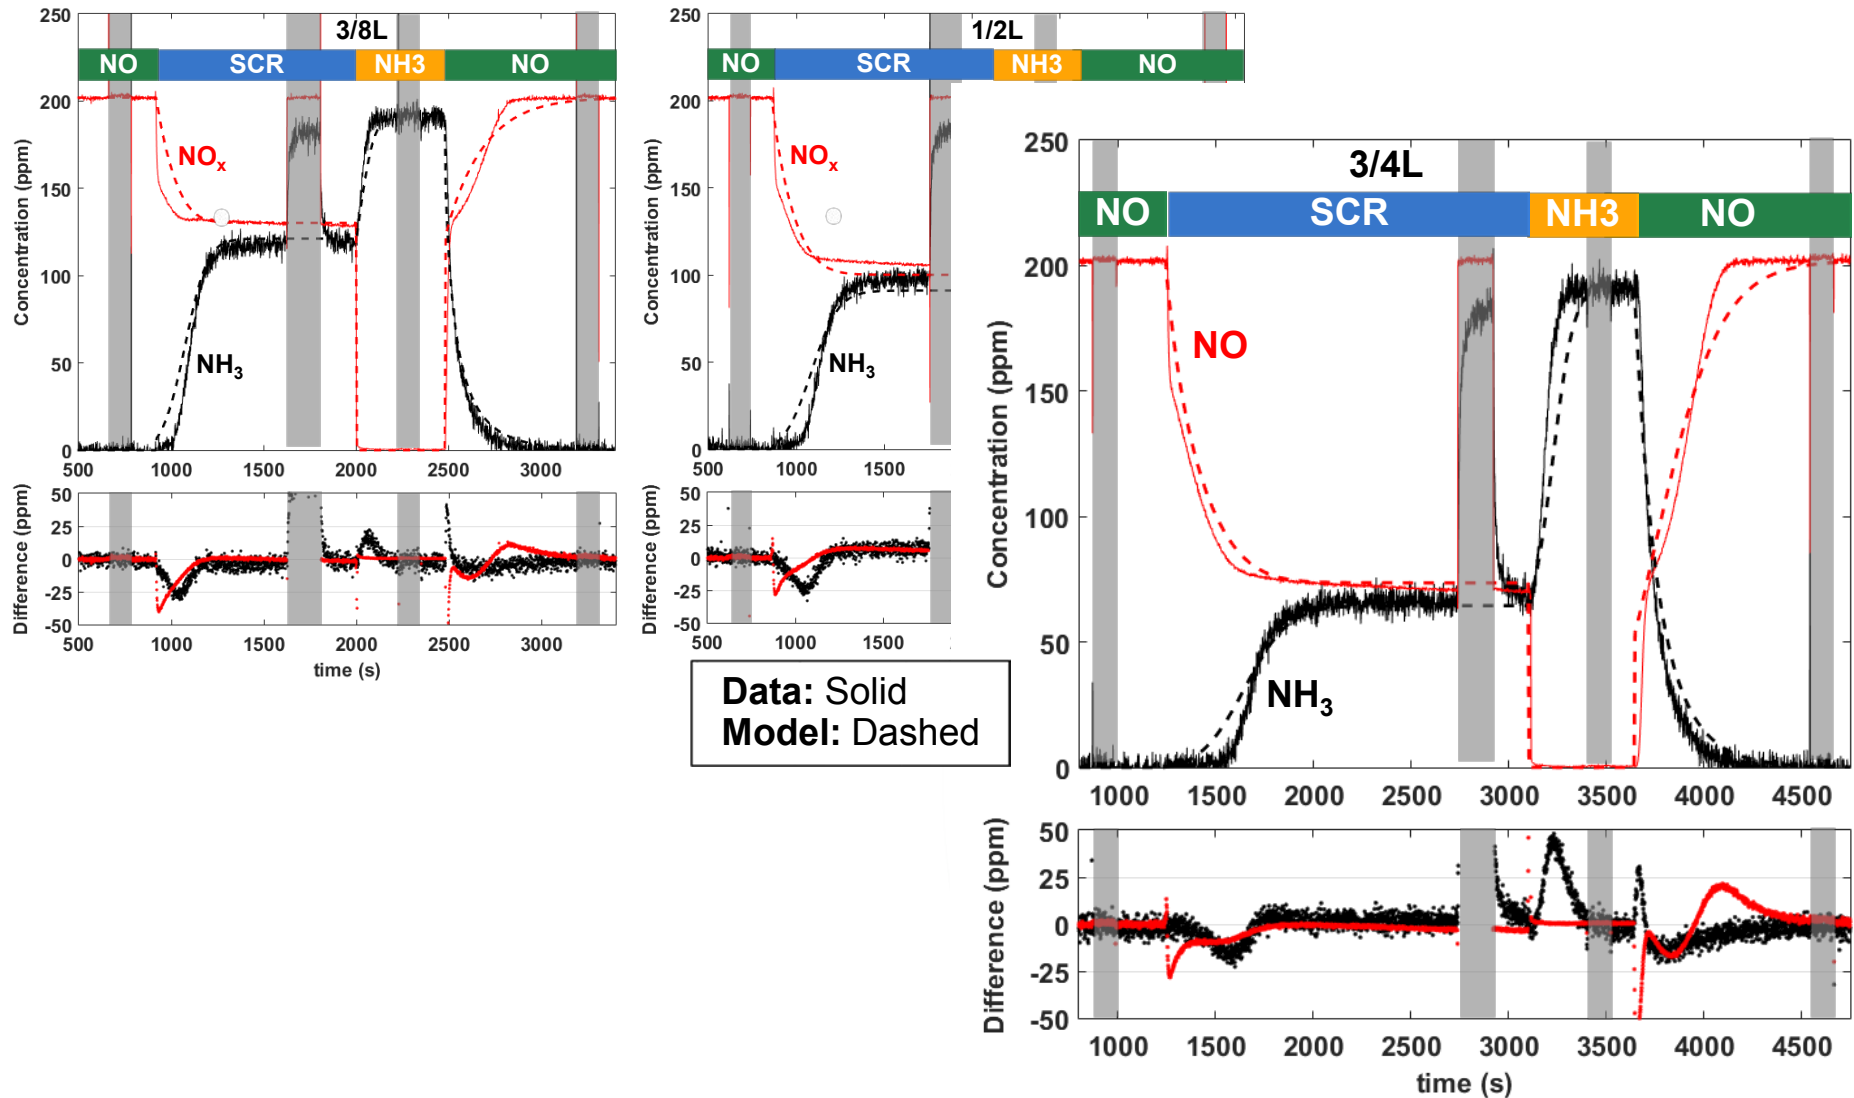 3/8L
NO SCR NH3 NO
250
200
150
100
50
0
Concentration (ppm)
NOx
NH3
500 1000 1500 2000 2500 3000
50
25
0
-25
-50
Difference (ppm)
500 1000 1500 2000 2500 3000
time (s)
1/2L
NO SCR NH3 NO
250
200
150
100
50
0
Concentration (ppm)
NOx
NH3
500 1000 1500
50
25
0
-25
-50
Difference (ppm)
500 1000 1500
Data: Solid
Model: Dashed
3/4L
NO SCR NH3 NO
250
200
150
100
50
0
Concentration (ppm)
NO
NH3
1000 1500 2000 2500 3000 3500 4000 4500
50
25
0
-25
-50
Difference (ppm)
1000 1500 2000 2500 3000 3500 4000 4500
time (s)